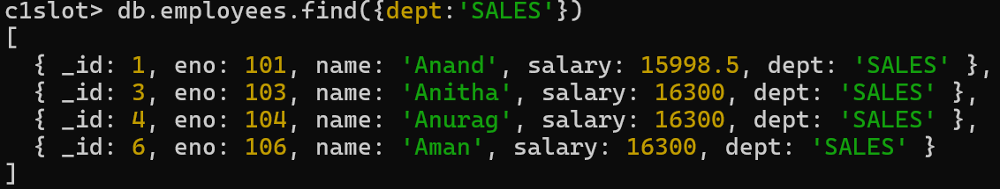 c1slot> db.employees.find({dept:'SALES'})
[
  { _id: 1, eno: 101, name: 'Anand', salary: 15998.5, dept: 'SALES' },
  { _id: 3, eno: 103, name: 'Anitha', salary: 16300, dept: 'SALES' },
  { _id: 4, eno: 104, name: 'Anurag', salary: 16300, dept: 'SALES' },
  { _id: 6, eno: 106, name: 'Aman', salary: 16300, dept: 'SALES' }
]